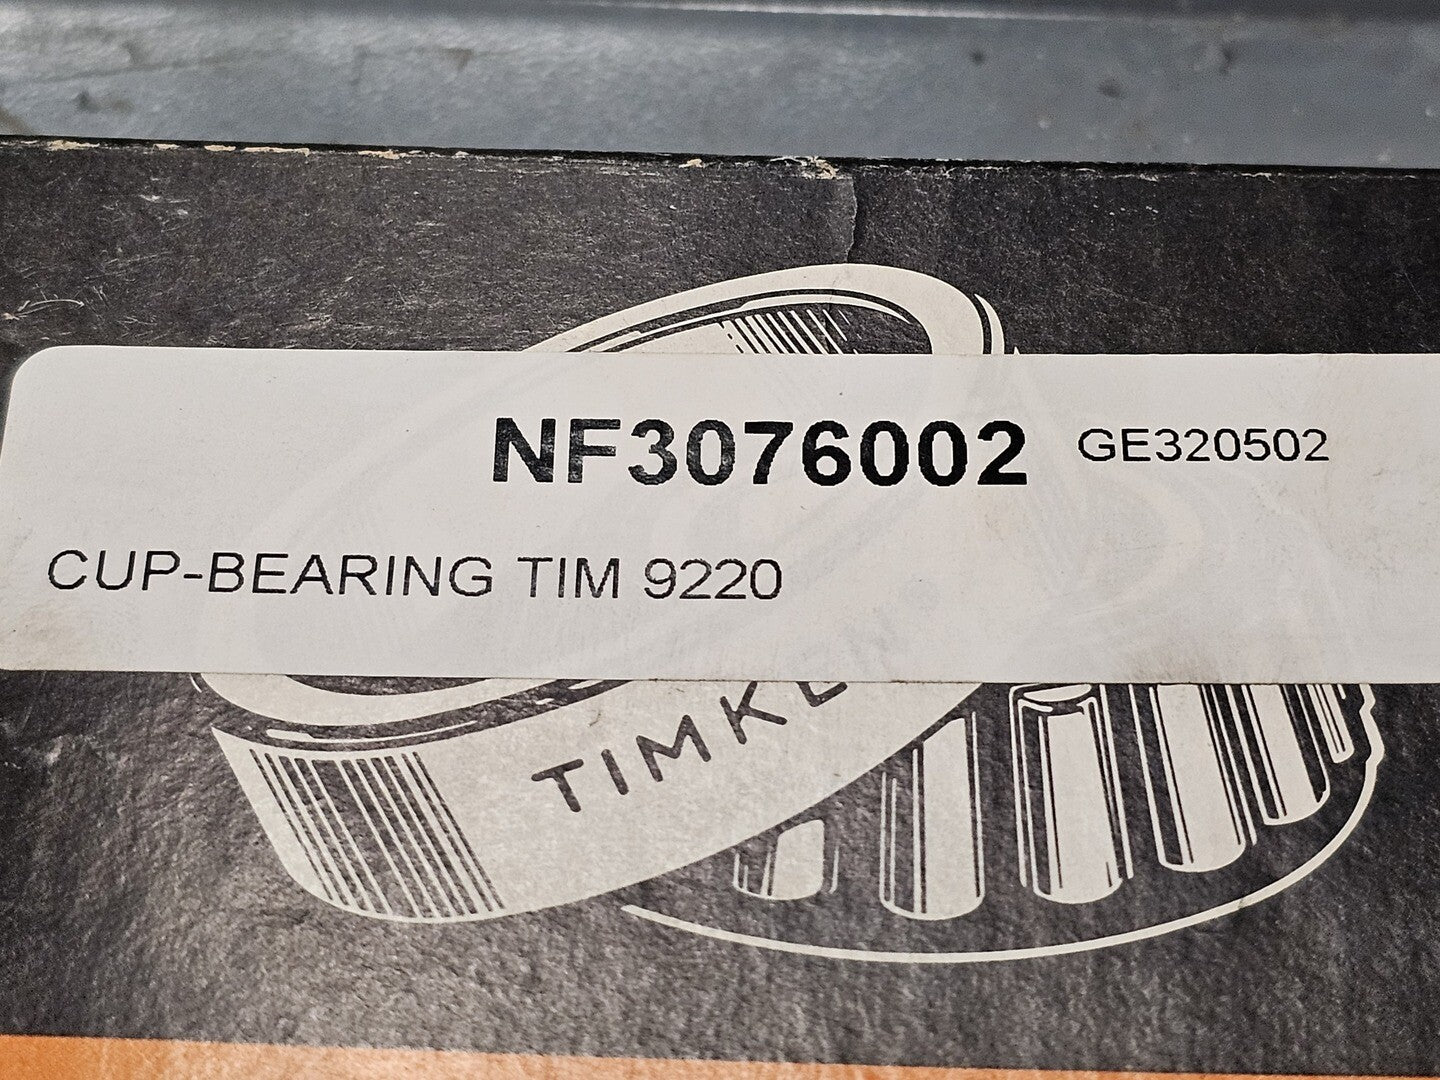 NF3076002 GE320502
CUP-BEARING TIM 9220
TIMKE